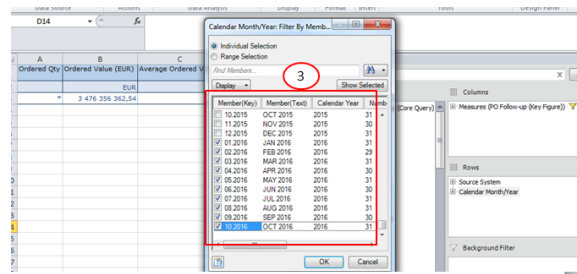 Data Source Actions Data Analysis Display Format Insert Tools Design Panel
D14 fx
Calendar Month/Year: Filter By Memb...
Individual Selection
Range Selection
Find Members...
3
Display Show Selected
Member(Key) Member(Text) Calendar Year Numb
10.2015 OCT 2015 2015 31
11.2015 NOV 2015 2015 30
12.2015 DEC 2015 2015 31
01.2016 JAN 2016 2016 31
02.2016 FEB 2016 2016 29
03.2016 MAR 2016 2016 31
04.2016 APR 2016 2016 30
05.2016 MAY 2016 2016 31
06.2016 JUN 2016 2016 30
07.2016 JUL 2016 2016 31
08.2016 AUG 2016 2016 31
09.2016 SEP 2016 2016 30
10.2016 OCT 2016 2016 31
OK Cancel
A B C
Ordered Qty Ordered Value (EUR) Average Ordered V
EUR
* 3 476 356 362,54
(Core Query)
Columns
Measures (PO Follow-up (Key Figure))
Rows
Source System
Calendar Month/Year
Background Filter